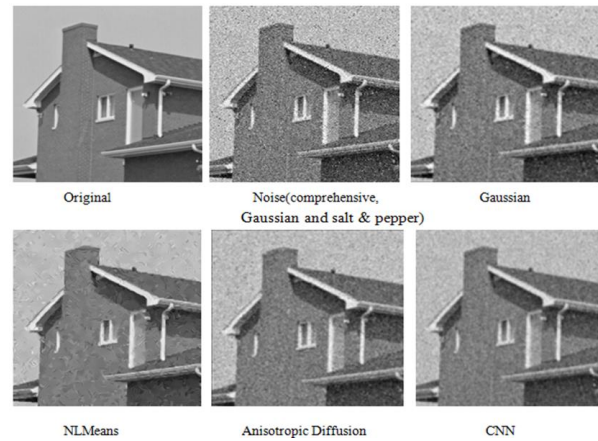 Original
Noise(comprehensive,
Gaussian and salt & pepper)
Gaussian
NLMeans
Anisotropic Diffusion
CNN